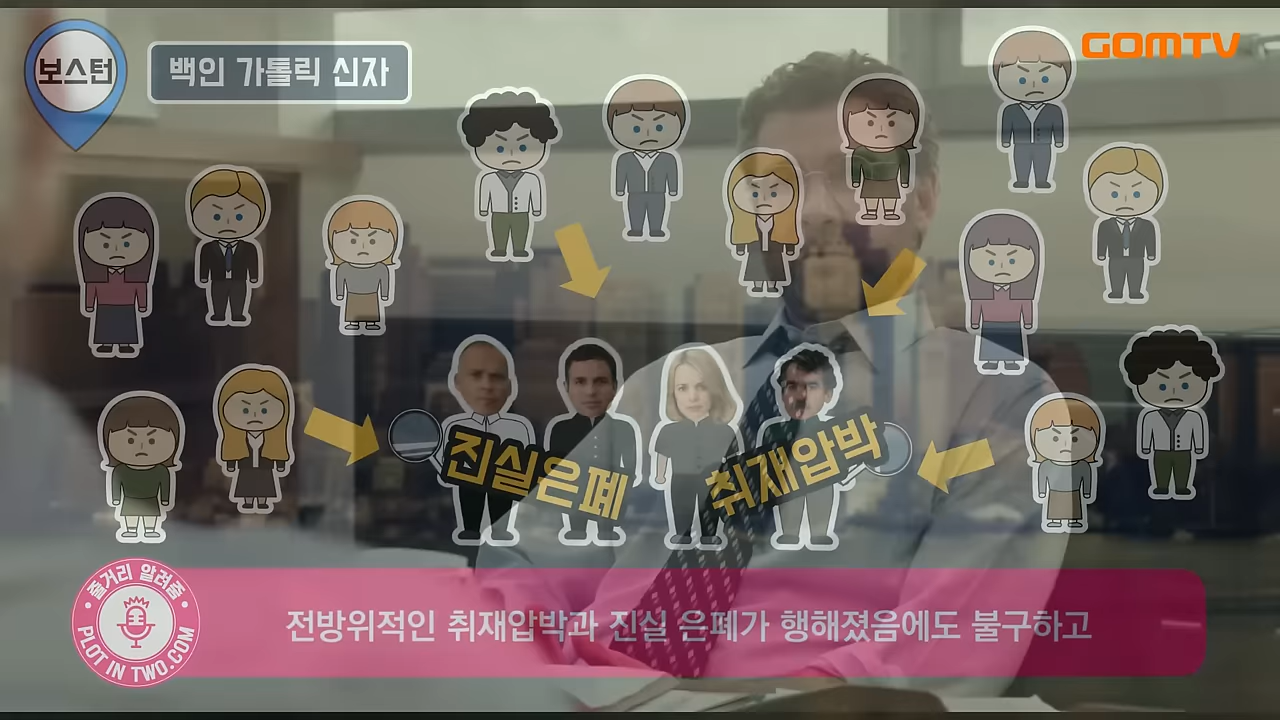 보스턴
백인 가톨릭 신자
GOMTV
진실은폐
취재압박
줄거리 알려줌
PLOT IN TWO.COM
전방위적인 취재압박과 진실 은폐가 행해졌음에도 불구하고